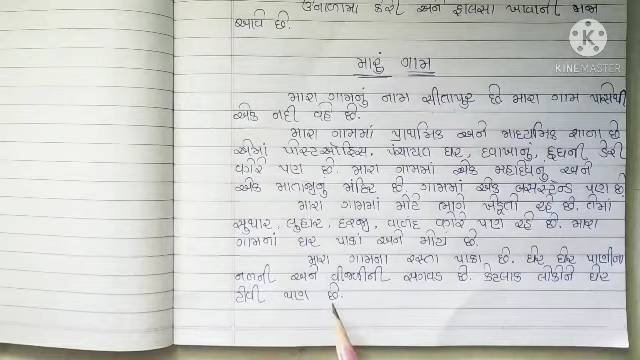 ઉનાળામાં કેરી અને ફાલસા ખાવાની મજા
આવે છે.
મારું ગામ
મારા ગામનું નામ સીતાપુર છે મારા ગામ પાસેથી
એક નદી વહે છે.
મારા ગામમાં પ્રાથમિક અને માધ્યમિક શાળા છે
એમાં પોસ્ટઓફિસ, પંચાયત ઘર, દવાખાનું, દૂધની ડેરી
વગેરે પણ છે. મારા ગામમાં એક મહાદેવનુ અને
એક માતાજીનું મંદિર છે. ગામમાં એક બસસ્ટેન્ડ પણ છે
મારા ગામમાં મોટે ભાગે ખેડૂતો રહે છે. તેમાં
સુથાર, લુહાર, દરજી, વાળંદ વગેરે પણ રહે છે. મારા
ગામનાં ઘર પાકાં અને મોટાં છે.
મારા ગામના રસ્તા પાકા છે. ઘેર ઘેર પાણીના
નળની અને વીજળીની સગવડ છે. કેટલાક લોકોને ઘેર
ટીવી પણ છે.
KINEMASTER